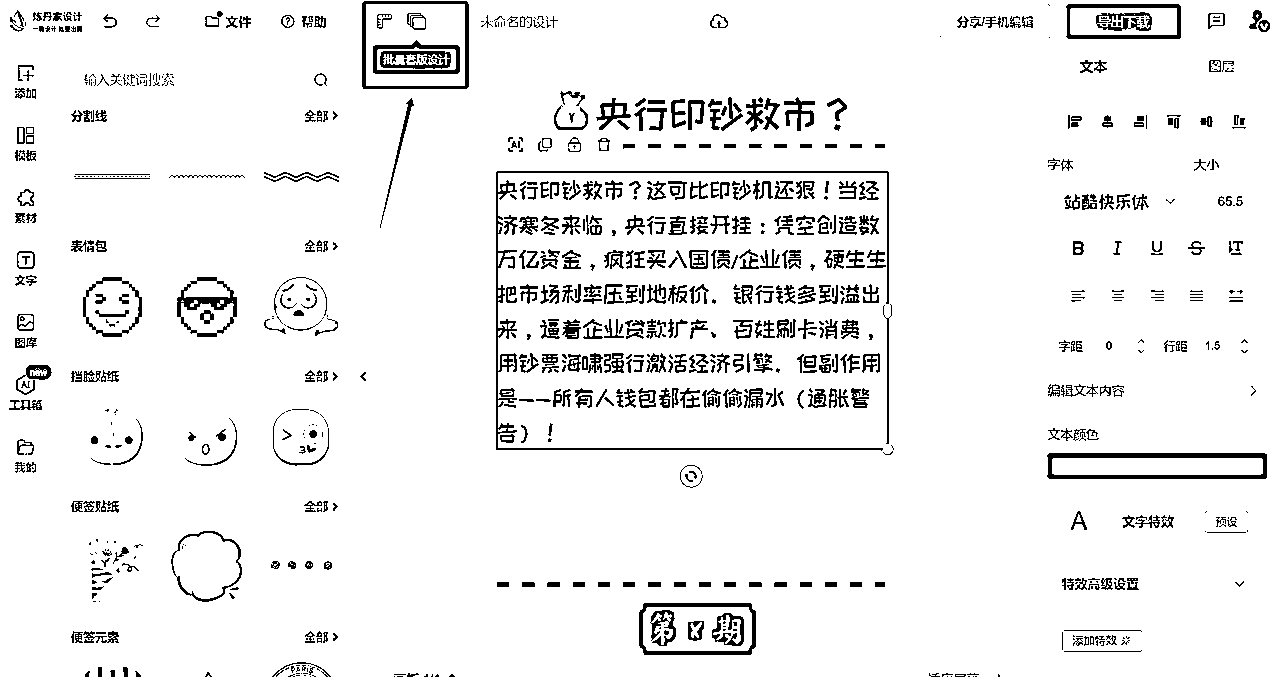 炼丹家设计
文件
帮助
批量套版设计
未命名的设计
分享/手机编辑
导出下载
添加
模板
素材
文字
图库
new
AI
工具箱
我的
输入关键词搜索
分割线 全部 >
表情包 全部 >
挡脸贴纸 全部 >
便签贴纸 全部 >
便签元素 全部 >
央行印钞救市？
AI
央行印钞救市？这可比印钞机还狠！当经
济寒冬来临，央行直接开挂：凭空创造数
万亿资金，疯狂买入国债/企业债，硬生生
把市场利率压到地板价。银行钱多到溢出
来，逼着企业贷款扩产、百姓刷卡消费，
用钞票海啸强行激活经济引擎。但副作用
是——所有人钱包都在偷偷漏水（通胀警
告）！
文本 图层
字体 大小
站酷快乐体 65.5
B I U S IT
字距 0 行距 1.5
编辑文本内容
文本颜色
A 文字特效 预设
特效高级设置
添加特效